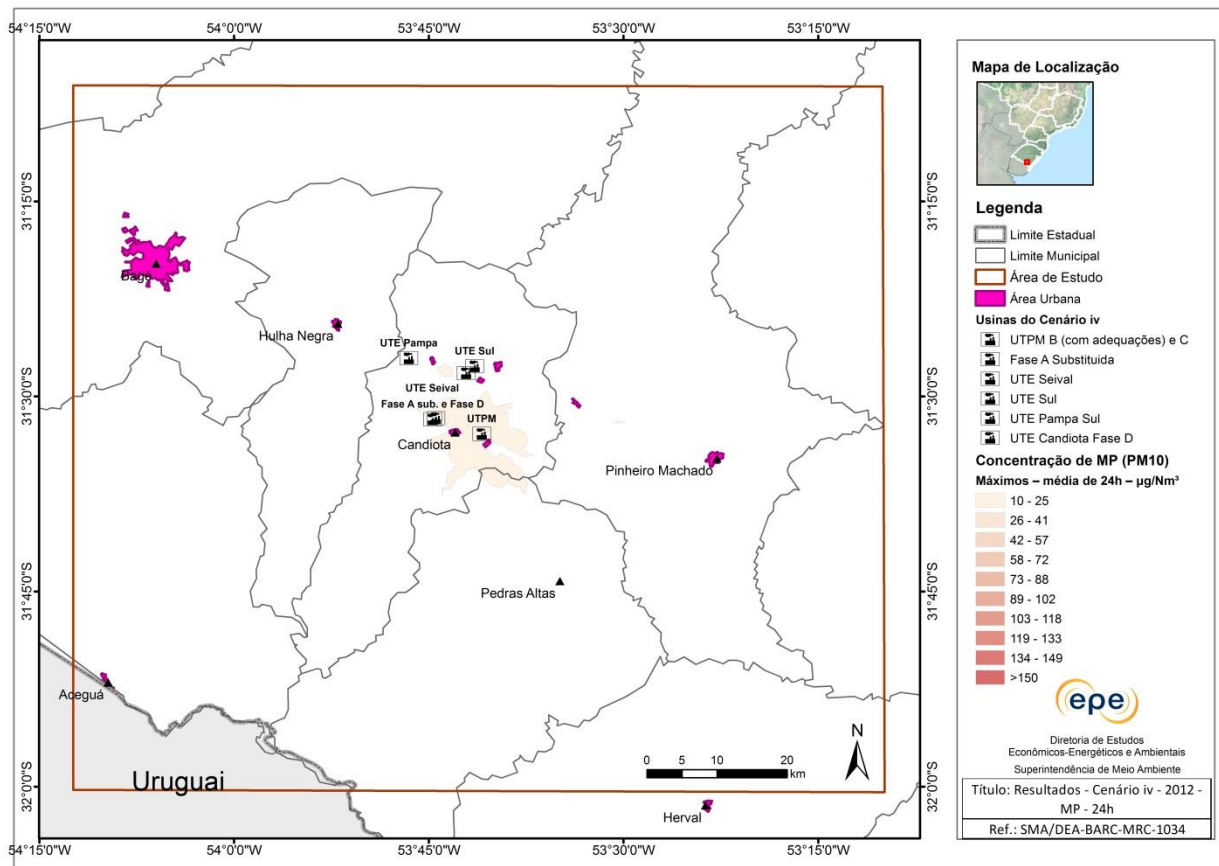 54°15'0"W
54°0'0"W
53°45'0"W
53°30'0"W
53°15'0"W
31°15'0"S
31°30'0"S
31°45'0"S
32°0'0"S
31°15'0"S
31°30'0"S
31°45'0"S
32°0'0"S
Bagé
Hulha Negra
UTE Pampa
UTE Sul
UTE Seival
Fase A sub. e Fase D
UTPM
Candiota
Pinheiro Machado
Pedras Altas
Aceguá
Uruguai
Herval
0 5 10 20
km
N
54°15'0"W
54°0'0"W
53°45'0"W
53°30'0"W
53°15'0"W
Mapa de Localização
Legenda
Limite Estadual
Limite Municipal
Área de Estudo
Área Urbana
Usinas do Cenário iv
UTPM B (com adequações) e C
Fase A Substituida
UTE Seival
UTE Sul
UTE Pampa Sul
UTE Candiota Fase D
Concentração de MP (PM10)
Máximos – média de 24h – µg/Nm³
10 - 25
26 - 41
42 - 57
58 - 72
73 - 88
89 - 102
103 - 118
119 - 133
134 - 149
>150
epe
Diretoria de Estudos
Econômicos-Energéticos e Ambientais
Superintendência de Meio Ambiente
Título: Resultados - Cenário iv - 2012 -
MP - 24h
Ref.: SMA/DEA-BARC-MRC-1034